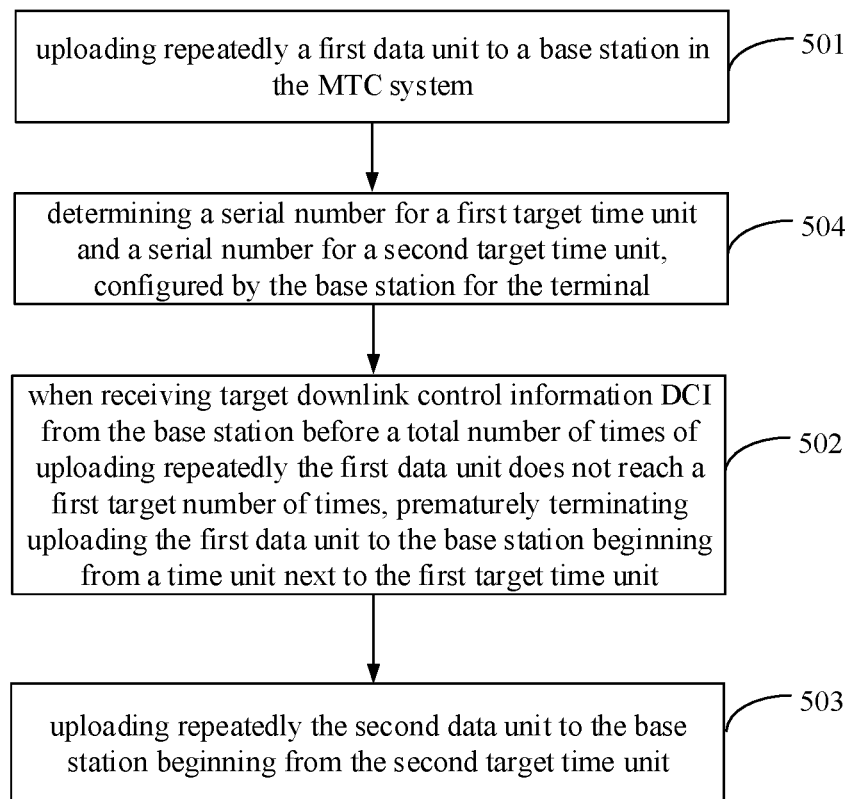 uploading repeatedly a first data unit to a base station in
the MTC system
501
determining a serial number for a first target time unit
and a serial number for a second target time unit,
configured by the base station for the terminal
504
when receiving target downlink control information DCI
from the base station before a total number of times of
uploading repeatedly the first data unit does not reach a
first target number of times, prematurely terminating
uploading the first data unit to the base station beginning
from a time unit next to the first target time unit
502
uploading repeatedly the second data unit to the base
station beginning from the second target time unit
503